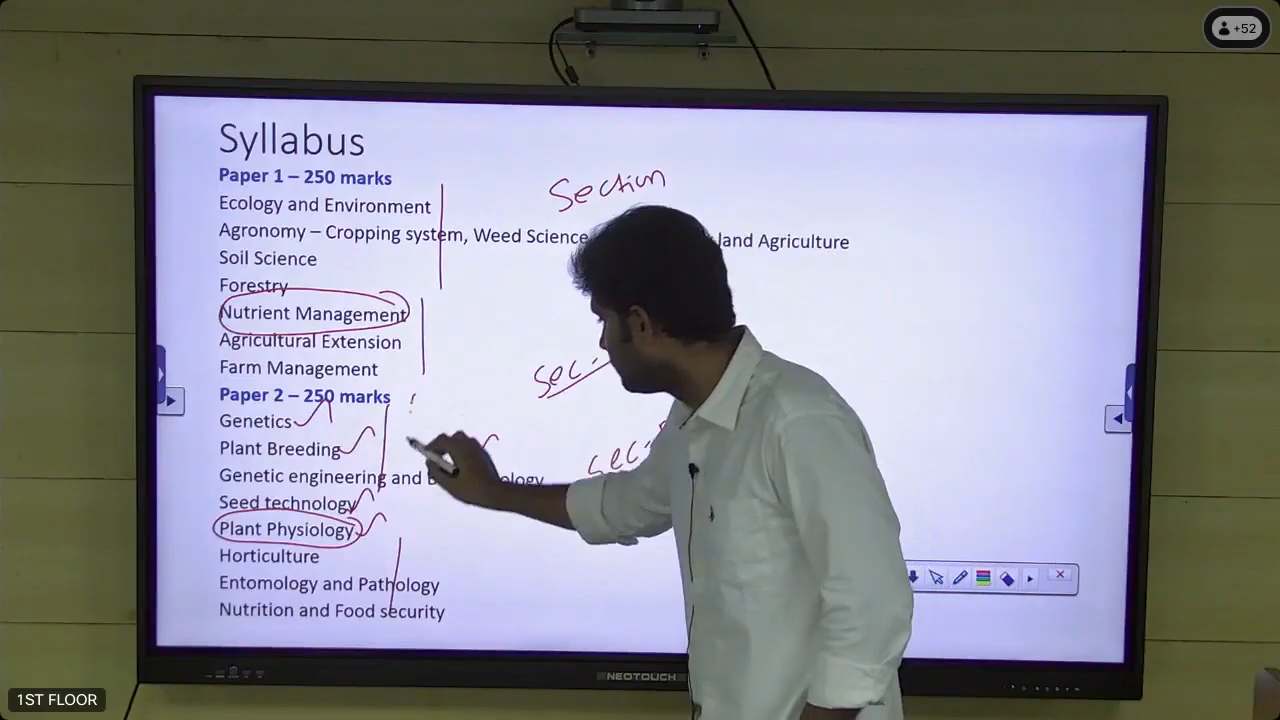 +52
Syllabus
Paper 1 – 250 marks
Section
Ecology and Environment
Agronomy – Cropping system, Weed Science land Agriculture
Soil Science
Forestry
Nutrient Management
Agricultural Extension
Farm Management
Sec-
Paper 2 – 250 marks
Genetics
Plant Breeding
Sec-
Genetic engineering and
Seed technology
Plant Physiology
Horticulture
Entomology and Pathology
Nutrition and Food security
NEOTOUCH
1ST FLOOR